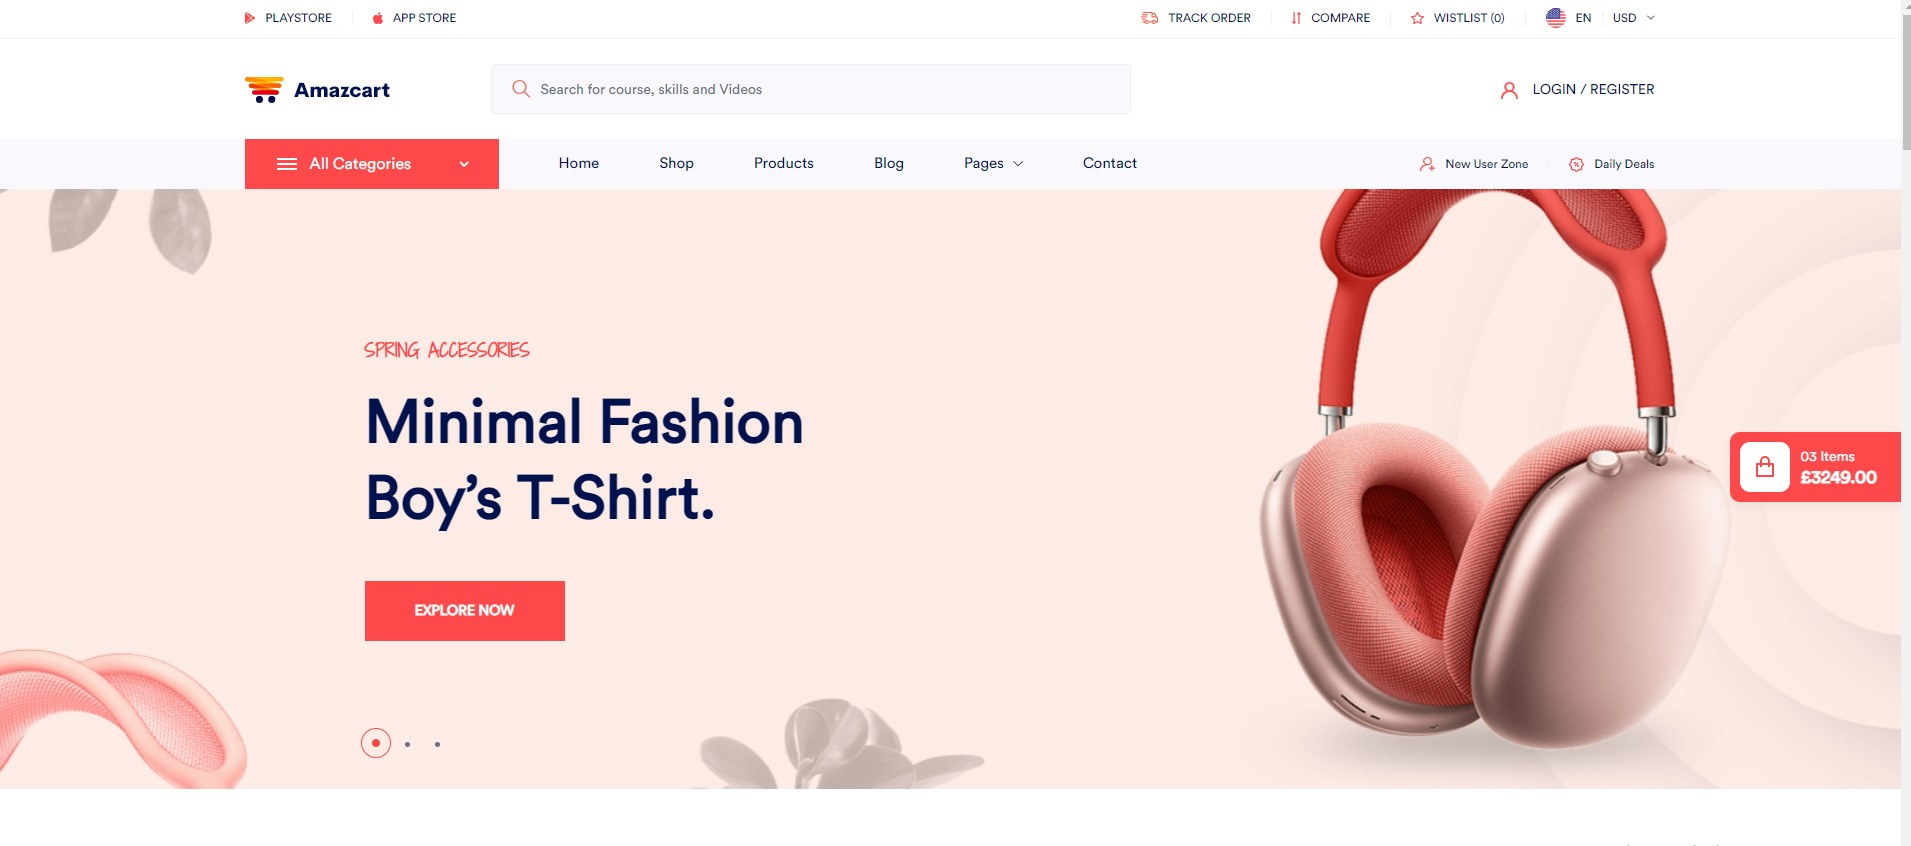 PLAYSTORE APP STORE TRACK ORDER COMPARE WISTLIST (0) EN USD
Amazcart Search for course, skills and Videos LOGIN / REGISTER
All Categories Home Shop Products Blog Pages Contact New User Zone Daily Deals
SPRING ACCESSORIES
Minimal Fashion
Boy’s T-Shirt.
03 Items
£3249.00
EXPLORE NOW